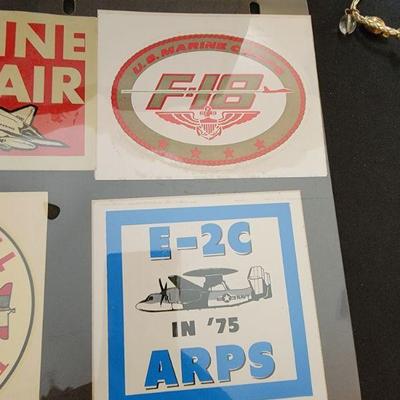 INE
AIR
U.S. MARINE CORPS
F-18
E-2C
IN '75
ARPS